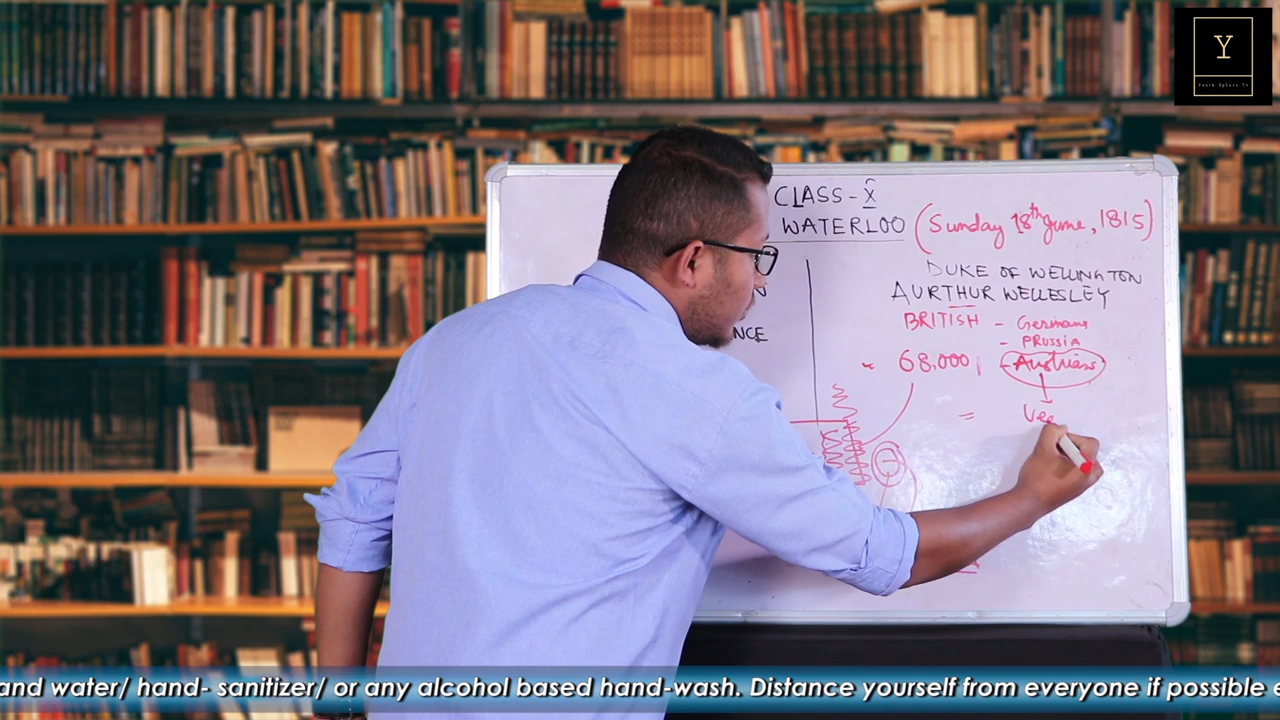 Y
CLASS - X
WATERLOO (Sunday 18th June, 1815)
DUKE OF WELLINGTON
AURTHUR WELLESLEY
NCE
BRITISH - Germans
- PRUSSIA
68,000 - Austrians
=
Vee
and water/ hand- sanitizer/ or any alcohol based hand-wash. Distance yourself from everyone if possible e